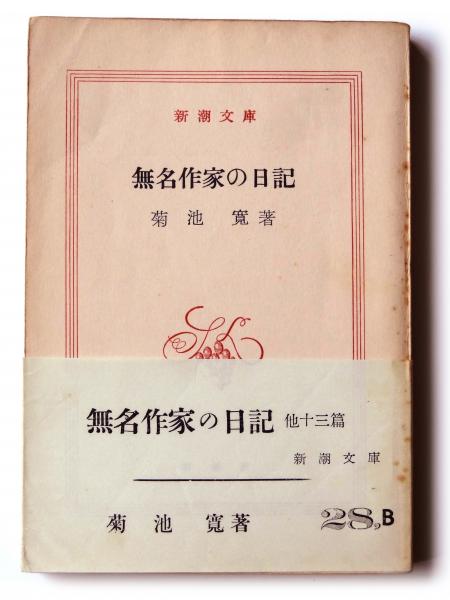 新潮文庫
無名作家の日記
菊池 寛著
無名作家の日記 他十三篇
新潮文庫
菊池 寛著
28,B